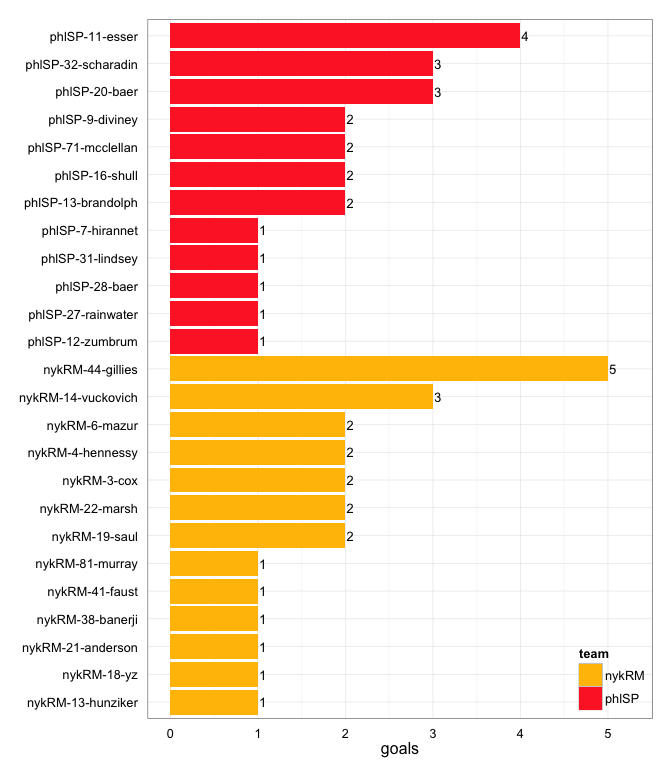 phlSP-11-esser 4
phlSP-32-scharadin 3
phlSP-20-baer 3
phlSP-9-diviney 2
phlSP-71-mcclellan 2
phlSP-16-shull 2
phlSP-13-brandolph 2
phlSP-7-hirannet 1
phlSP-31-lindsey 1
phlSP-28-baer 1
phlSP-27-rainwater 1
phlSP-12-zumbrum 1
nykRM-44-gillies 5
nykRM-14-vuckovich 3
nykRM-6-mazur 2
nykRM-4-hennessy 2
nykRM-3-cox 2
nykRM-22-marsh 2
nykRM-19-saul 2
nykRM-81-murray 1
nykRM-41-faust 1
nykRM-38-banerji 1
nykRM-21-anderson 1
nykRM-18-yz 1
nykRM-13-hunziker 1
team
nykRM
phlSP
0 1 2 3 4 5
goals